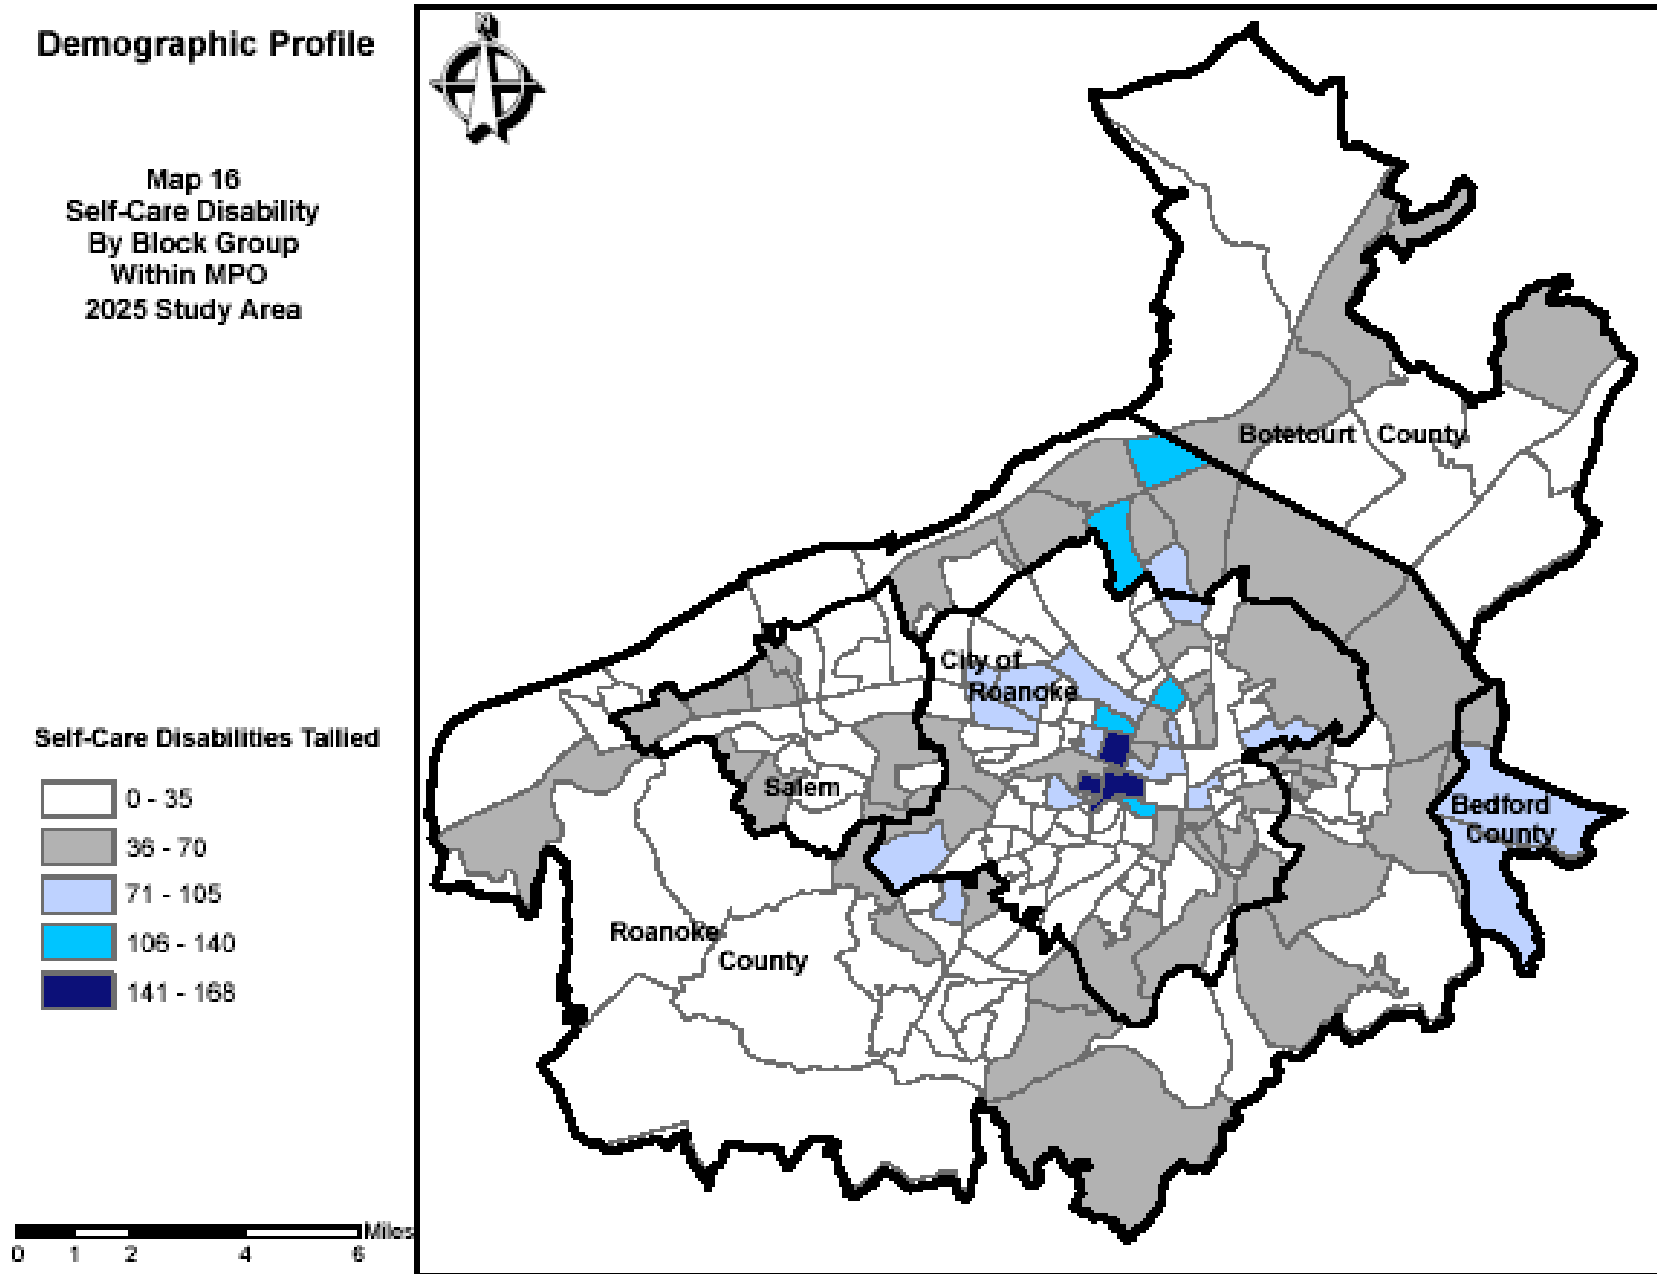 Demographic Profile
Map 16
Self-Care Disability
By Block Group
Within MPO
2025 Study Area
Self-Care Disabilities Tallied
0 - 35
36 - 70
71 - 105
106 - 140
141 - 168
Miles
0 1 2 4 6
N
Botetourt County
City of
Roanoke
Salem
Bedford
County
Roanoke
County